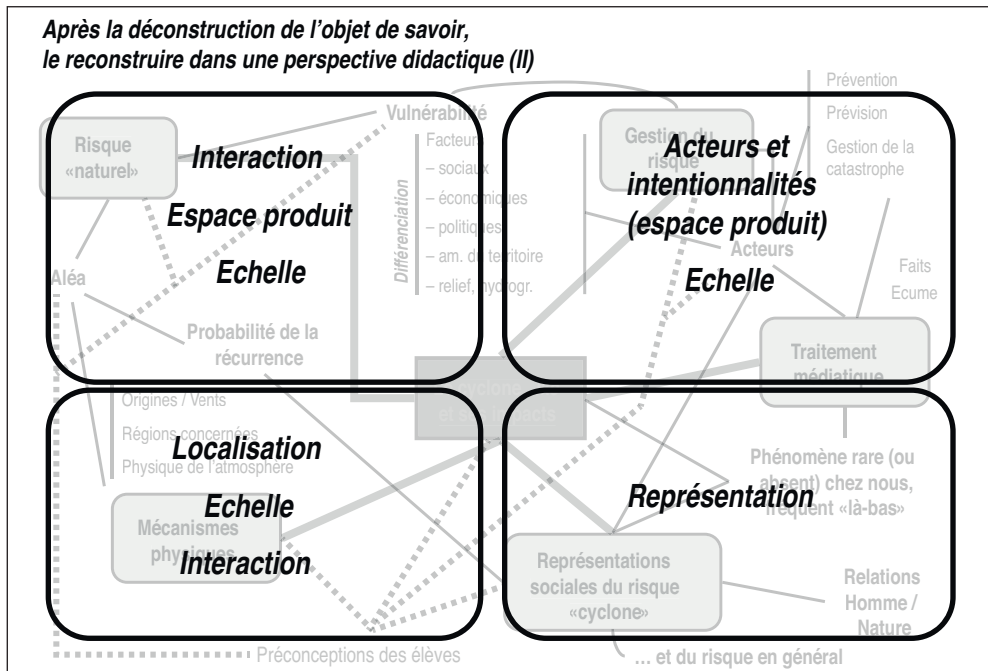 Après la déconstruction de l’objet de savoir,
le reconstruire dans une perspective didactique (II)
Risque
«naturel»
Vulnérabilité
Interaction
Espace produit
Echelle
Aléa
Probabilité de la
récurrence
Différenciation
Facteurs
– sociaux
– économiques
– politiques
– am. du territoire
– relief, hydrogr.
Gestion du
risque
Acteurs et
intentionnalités
(espace produit)
Echelle
Acteurs
Prévention
Prévision
Gestion de la
catastrophe
Faits
Ecume
Traitement
médiatique
cyclone
et ses impacts
Origines / Vents
Régions concernées
Physique de l’atmosphère
Localisation
Echelle
Interaction
Mécanismes
physiques
Représentation
Phénomène rare (ou
absent) chez nous,
fréquent «là-bas»
Représentations
sociales du risque
«cyclone»
Relations
Homme /
Nature
Préconceptions des élèves
... et du risque en général